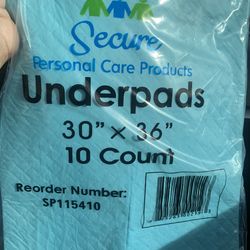 Secure
Personal Care Products
Underpads
30" x 36"
10 Count
Reorder Number:
SP115410